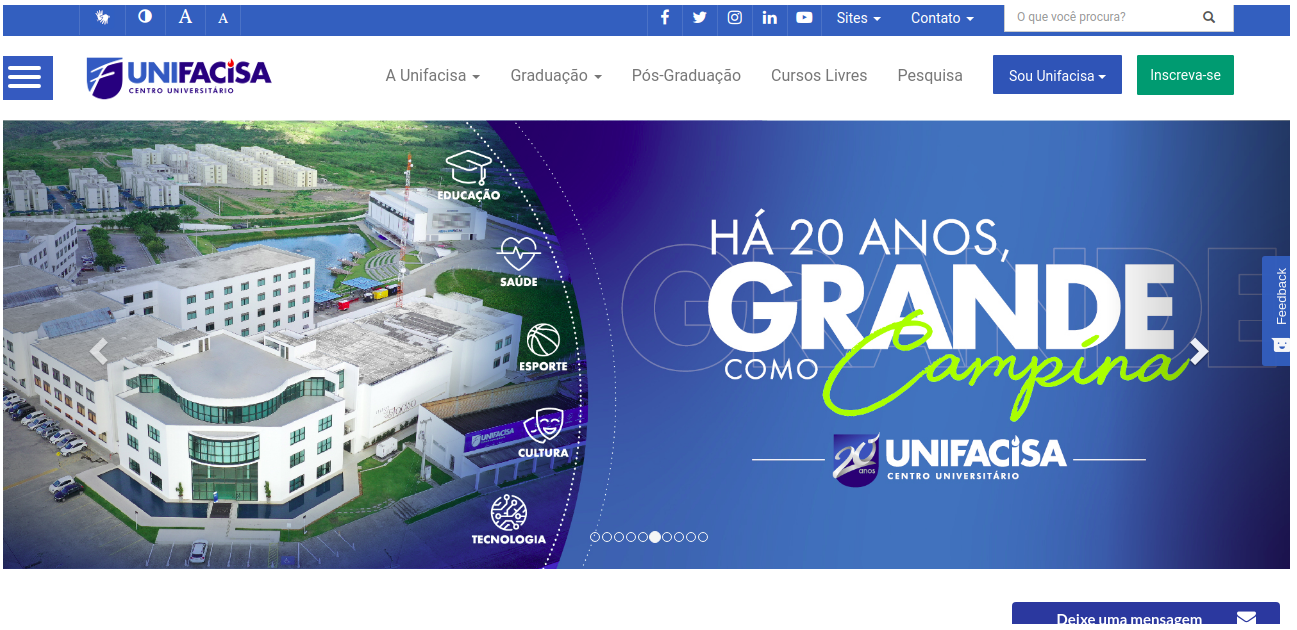 A
A
Sites
Contato
O que você procura?
UNIFACISA
CENTRO UNIVERSITÁRIO
A Unifacisa
Graduação
Pós-Graduação
Cursos Livres
Pesquisa
Sou Unifacisa
Inscreva-se
EDUCAÇÃO
SAÚDE
ESPORTE
CULTURA
TECNOLOGIA
GRANDE
HÁ 20 ANOS,
GRANDE
COMO Campina
20 anos
UNIFACISA
CENTRO UNIVERSITÁRIO
UNIFACISA
Feedback
Deixe uma mensagem